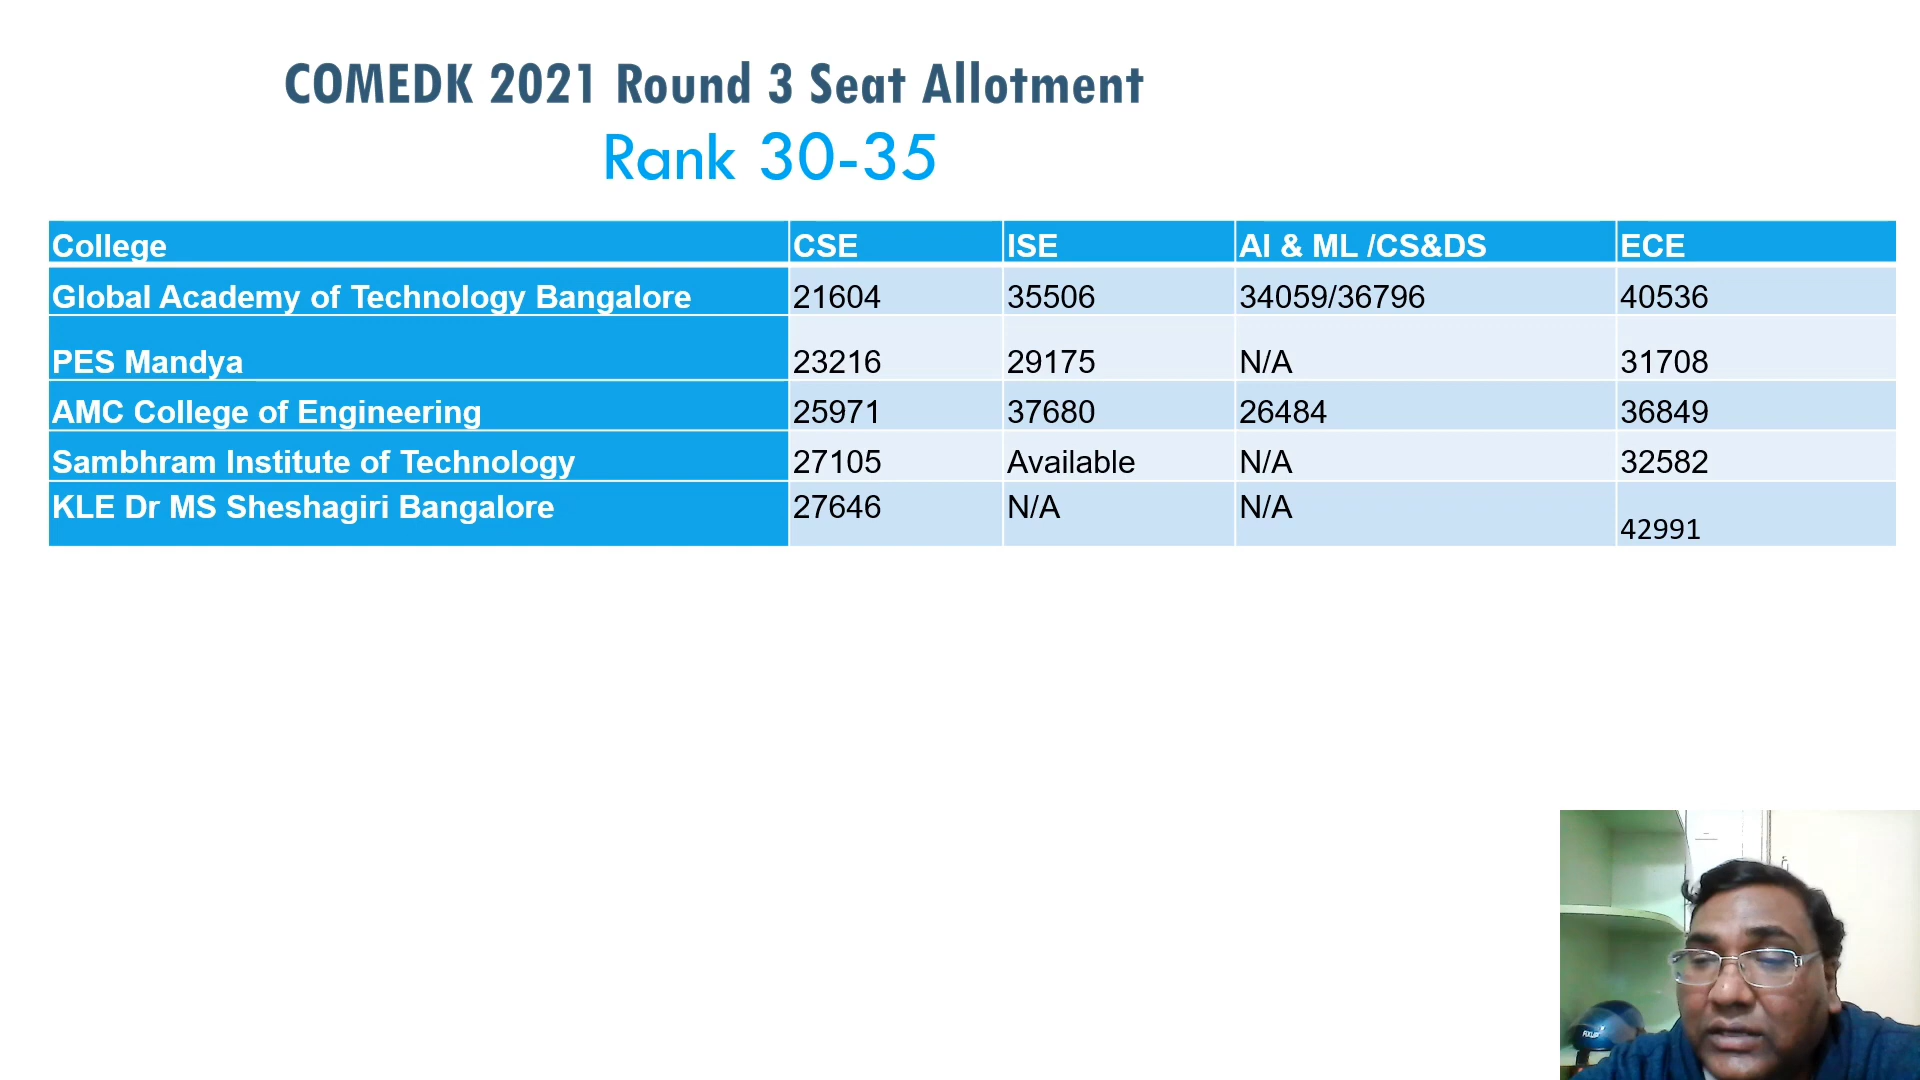 COMEDK 2021 Round 3 Seat Allotment
Rank 30-35
College CSE ISE AI & ML /CS&DS ECE
Global Academy of Technology Bangalore 21604 35506 34059/36796 40536
PES Mandya 23216 29175 N/A 31708
AMC College of Engineering 25971 37680 26484 36849
Sambhram Institute of Technology 27105 Available N/A 32582
KLE Dr MS Sheshagiri Bangalore 27646 N/A N/A 42991